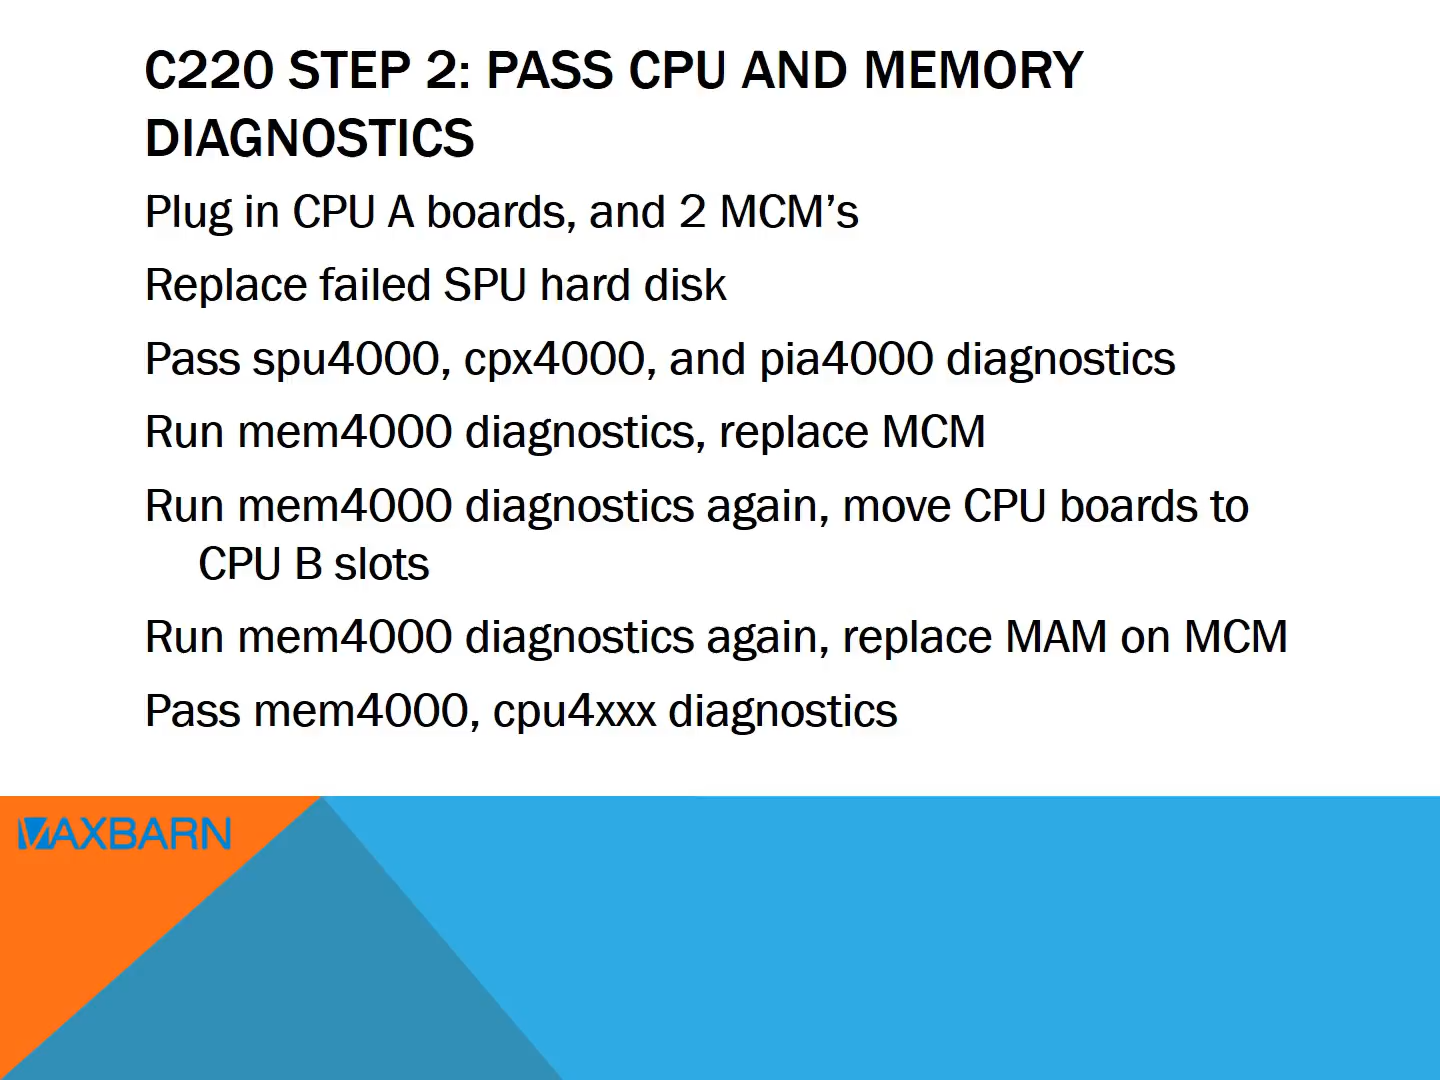 C220 STEP 2: PASS CPU AND MEMORY
DIAGNOSTICS
Plug in CPU A boards, and 2 MCM’s
Replace failed SPU hard disk
Pass spu4000, cpx4000, and pia4000 diagnostics
Run mem4000 diagnostics, replace MCM
Run mem4000 diagnostics again, move CPU boards to
CPU B slots
Run mem4000 diagnostics again, replace MAM on MCM
Pass mem4000, cpu4xxx diagnostics
VAXBARN